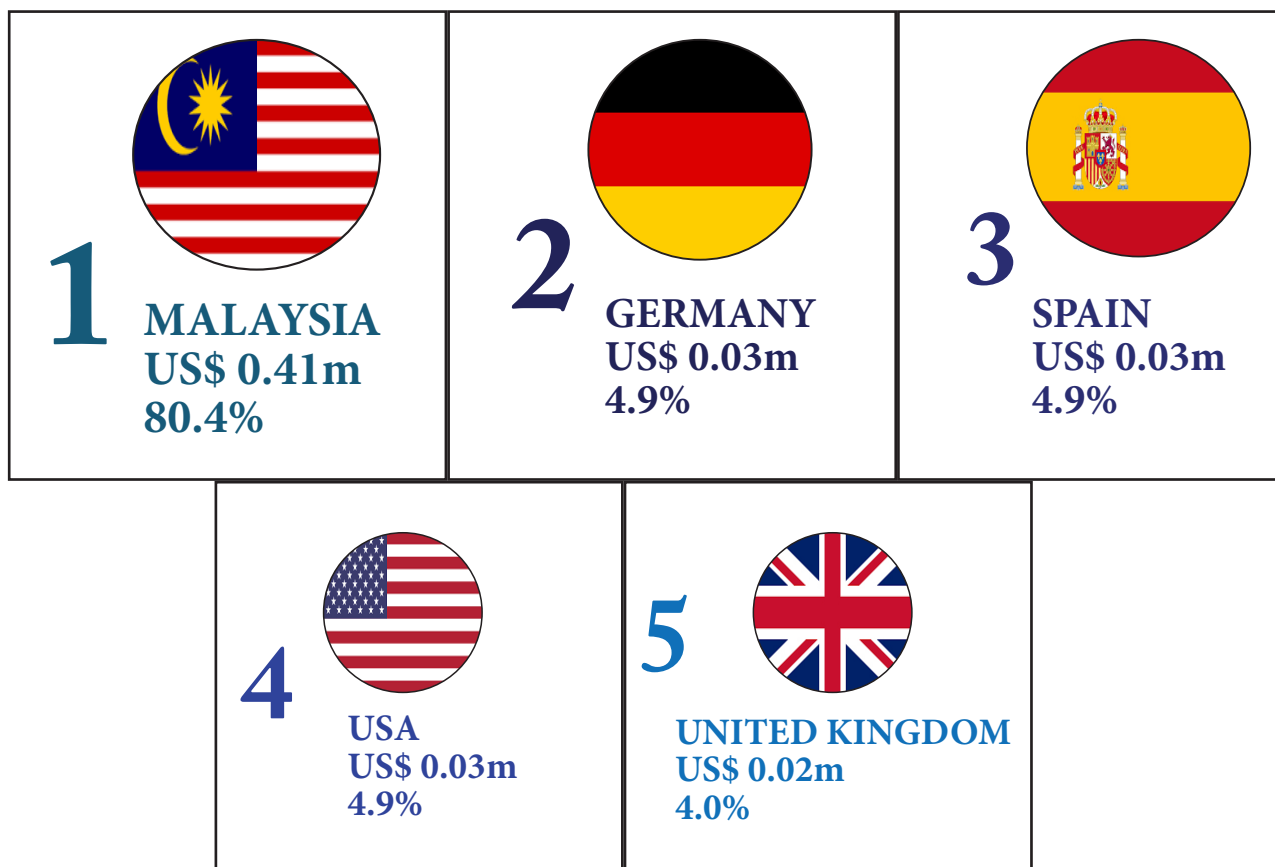 1
MALAYSIA
US$ 0.41m
80.4%
2
GERMANY
US$ 0.03m
4.9%
3
SPAIN
US$ 0.03m
4.9%
4
USA
US$ 0.03m
4.9%
5
UNITED KINGDOM
US$ 0.02m
4.0%